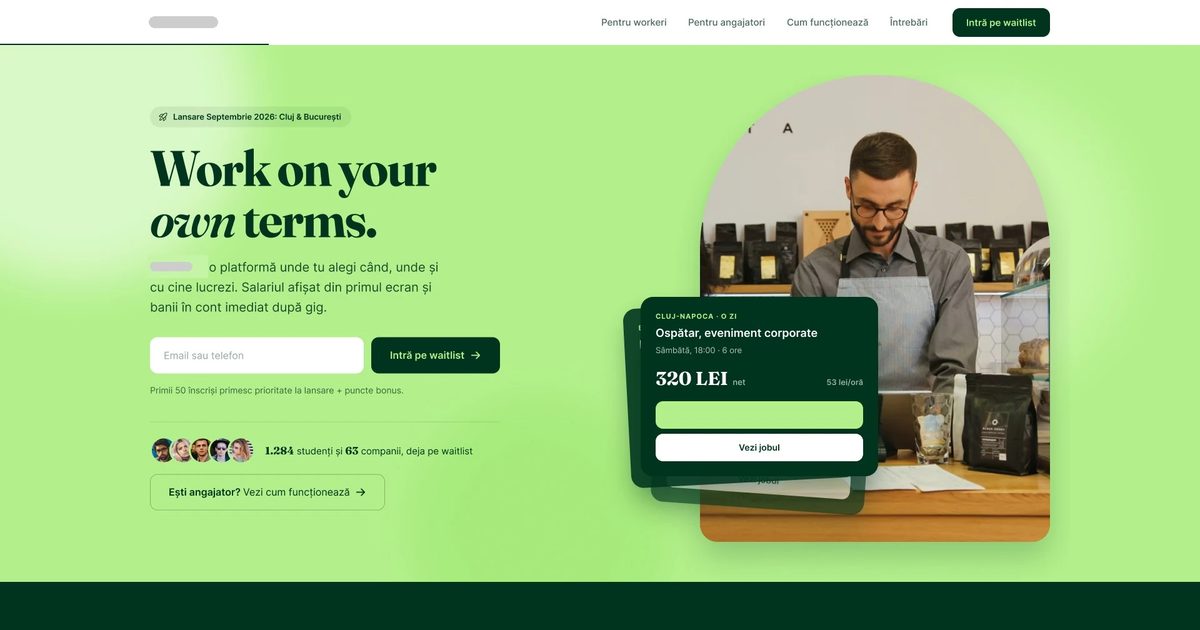 Pentru workeri
Pentru angajatori
Cum funcționează
Întrebări
Intră pe waitlist
Lansare Septembrie 2026: Cluj & București
Work on your
own terms.
o platformă unde tu alegi când, unde și
cu cine lucrezi. Salariul afișat din primul ecran și
banii în cont imediat după gig.
Email sau telefon
Intră pe waitlist →
Primii 50 înscriși primesc prioritate la lansare + puncte bonus.
1.284 studenți și 63 companii, deja pe waitlist
Ești angajator? Vezi cum funcționează →
A
CLUJ-NAPOCA · O ZI
Ospătar, eveniment corporate
Sâmbătă, 18:00 · 6 ore
320 LEI net
53 lei/oră
Vezi jobul